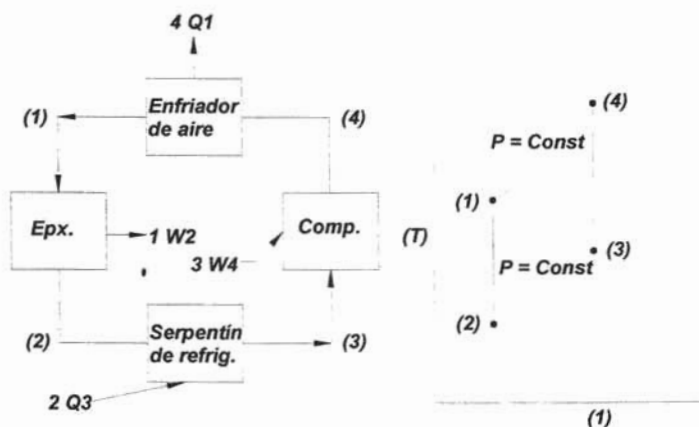 4 Q1
(1)
Enfriador
de aire
(4)
Epx.
1 W2
3 W4
Comp.
(2)
Serpentín
de refrig.
(3)
2 Q3
(T)
(4)
P = Const
(1)
P = Const
(3)
(2)
(1)